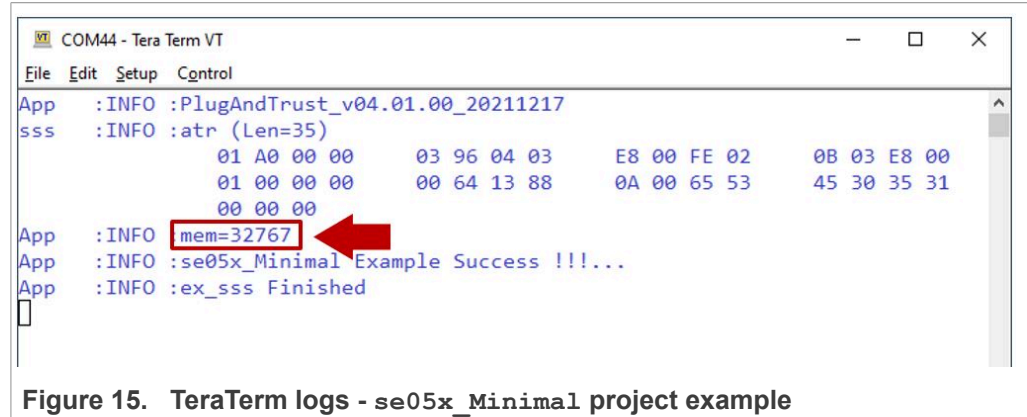 COM44 - Tera Term VT
File Edit Setup Control
App :INFO :PlugAndTrust_v04.01.00_20211217
sss :INFO :atr (Len=35)
01 A0 00 00 03 96 04 03 E8 00 FE 02 0B 03 E8 00
01 00 00 00 00 64 13 88 0A 00 65 53 45 30 35 31
00 00 00
App :INFO :mem=32767
App :INFO :se05x_Minimal Example Success !!!...
App :INFO :ex_sss Finished
Figure 15. TeraTerm logs - se05x_Minimal project example